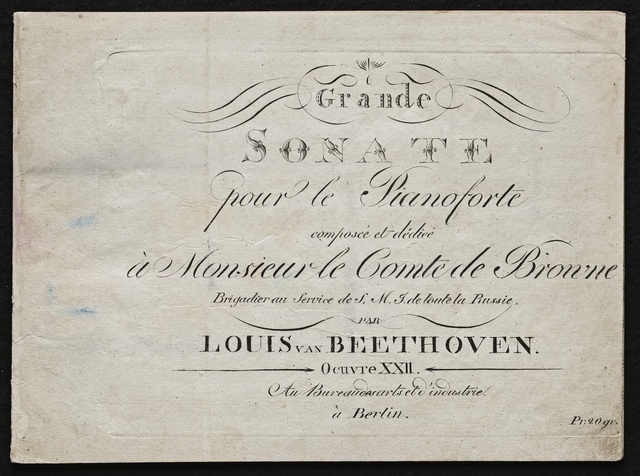 Grande
SONATE
pour le Pianoforte
composée et dédiée
à Monsieur le Comte de Browne
Brigadier au Service de S. M. J. de toute la Russie.
PAR
LOUIS VAN BEETHOVEN.
Oeuvre XXII.
Au Bureau des arts et d'industrie.
à Berlin.
Pr: 20 gr.